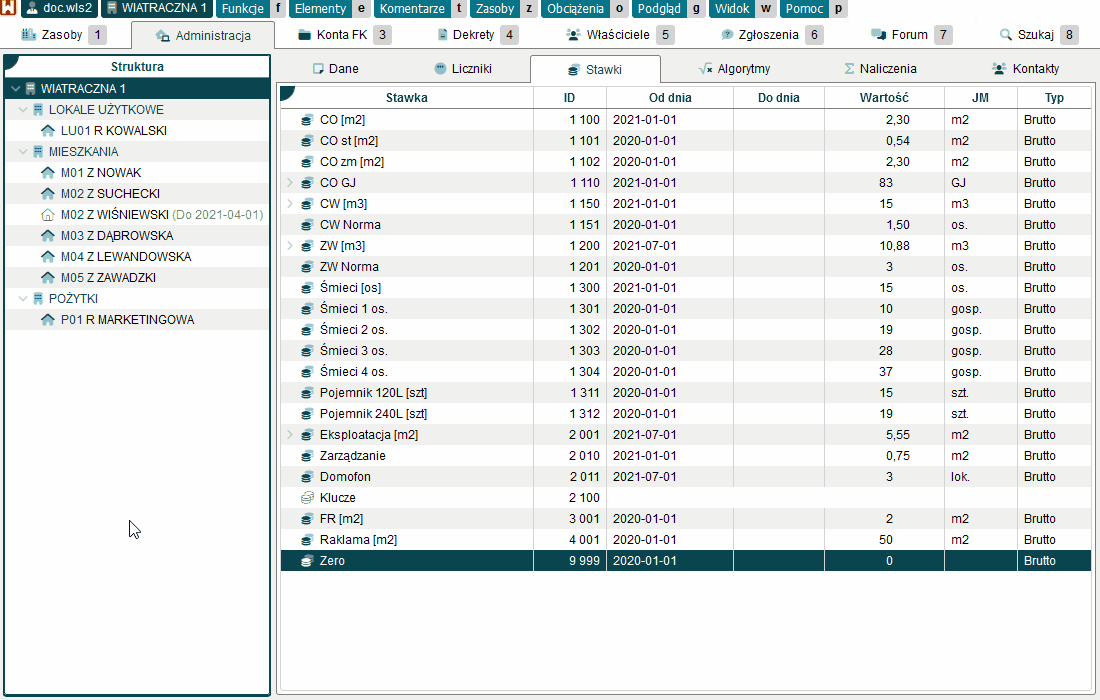 W doc.wls2 WIATRACZNA 1 Funkcje f Elementy e Komentarze t Zasoby z Obciążenia o Podgląd g Widok w Pomoc p
Zasoby 1 Administracja Konta FK 3 Dekrety 4 Właściciele 5 Zgłoszenia 6 Forum 7 Szukaj 8
Struktura
WIATRACZNA 1
LOKALE UŻYTKOWE
LU01 R KOWALSKI
MIESZKANIA
M01 Z NOWAK
M02 Z SUCHECKI
M02 Z WIŚNIEWSKI (Do 2021-04-01)
M03 Z DĄBROWSKA
M04 Z LEWANDOWSKA
M05 Z ZAWADZKI
POŻYTKI
P01 R MARKETINGOWA
Dane Liczniki Stawki Algorytmy Naliczenia Kontakty
Stawka ID Od dnia Do dnia Wartość JM Typ
CO [m2] 1 100 2021-01-01 2,30 m2 Brutto
CO st [m2] 1 101 2020-01-01 0,54 m2 Brutto
CO zm [m2] 1 102 2020-01-01 2,30 m2 Brutto
CO GJ 1 110 2021-01-01 83 GJ Brutto
CW [m3] 1 150 2021-01-01 15 m3 Brutto
CW Norma 1 151 2020-01-01 1,50 os. Brutto
ZW [m3] 1 200 2021-07-01 10,88 m3 Brutto
ZW Norma 1 201 2020-01-01 3 os. Brutto
Śmieci [os] 1 300 2021-01-01 15 os. Brutto
Śmieci 1 os. 1 301 2020-01-01 10 gosp. Brutto
Śmieci 2 os. 1 302 2020-01-01 19 gosp. Brutto
Śmieci 3 os. 1 303 2020-01-01 28 gosp. Brutto
Śmieci 4 os. 1 304 2020-01-01 37 gosp. Brutto
Pojemnik 120L [szt] 1 311 2020-01-01 15 szt. Brutto
Pojemnik 240L [szt] 1 312 2020-01-01 19 szt. Brutto
Eksploatacja [m2] 2 001 2021-07-01 5,55 m2 Brutto
Zarządzanie 2 010 2021-01-01 0,75 m2 Brutto
Domofon 2 011 2021-07-01 3 lok. Brutto
Klucze 2 100
FR [m2] 3 001 2020-01-01 2 m2 Brutto
Raklama [m2] 4 001 2020-01-01 50 m2 Brutto
Zero 9 999 2020-01-01 0 Brutto